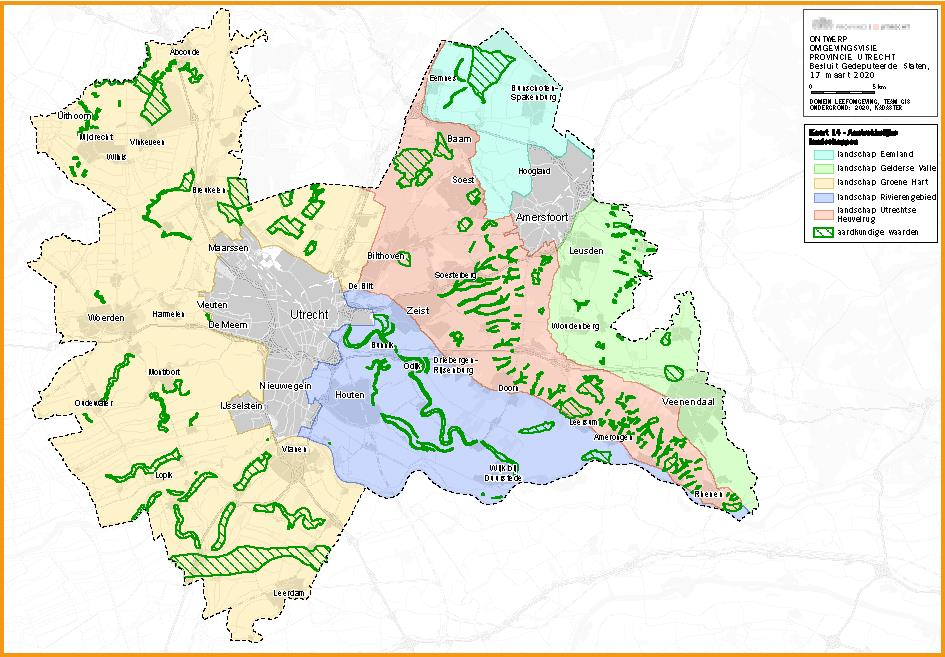 ONTWERP
OMGEVINGSVISIE
PROVINCIE UTRECHT
Besluit Gedeputeerde Staten,
17 maart 2020
0 5 km
DOMEIN LEEFOMGEVING, TEAM GIS
ONDERGROND: 2020, KADASTER
Kaart 14 - Aardkundige
landschappen
landschap Eemland
landschap Gelderse Valle
landschap Groene Hart
landschap Rivierengebied
landschap Utrechtse
Heuvelrug
aardkundige waarden
Abcoude
Eemnes
Bunschoten-
Spakenburg
Uithoorn
Mijdrecht
Vinkeveen
Wilnis
Baarn
Hoogland
Soest
Breukelen
Amersfoort
Maarssen
Bilthoven
Leusden
Soesterberg
De Bilt
Vleuten
Harmelen
Woerden
De Meern
Utrecht
Zeist
Woudenberg
Bunnik
Odijk
Driebergen-
Rijsenburg
Montfoort
Oudewater
Nieuwegein
Houten
Doorn
IJsselstein
Veenendaal
Leersum
Amerongen
Vianen
Lopik
Wijk bij
Duurstede
Rhenen
Leerdam